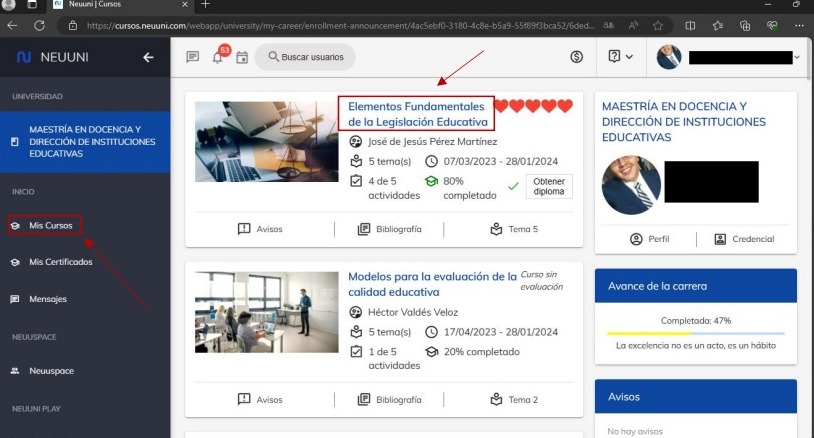 Neuuni | Cursos
https://cursos.neuuni.com/webapp/university/my-career/enrollment-announcement/4ac5ebf0-3180-4c8e-b5a9-55f89f3bca52/6ded...
NEUUNI
53
Buscar usuarios
UNIVERSIDAD
MAESTRÍA EN DOCENCIA Y
DIRECCIÓN DE INSTITUCIONES
EDUCATIVAS
INICIO
Mis Cursos
Mis Certificados
Mensajes
NEUUSPACE
Neuuspace
NEUUNI PLAY
Elementos Fundamentales
de la Legislación Educativa
José de Jesús Pérez Martínez
5 tema(s) 07/03/2023 - 28/01/2024
4 de 5
actividades
80%
completado
Obtener
diploma
Avisos Bibliografía Tema 5
Modelos para la evaluación de la
calidad educativa
Curso sin
evaluación
Héctor Valdés Veloz
5 tema(s) 17/04/2023 - 28/01/2024
1 de 5
actividades
20% completado
Avisos Bibliografía Tema 2
MAESTRÍA EN DOCENCIA Y
DIRECCIÓN DE INSTITUCIONES
EDUCATIVAS
Perfil Credencial
Avance de la carrera
Completada: 47%
La excelencia no es un acto, es un hábito
Avisos
No hay avisos